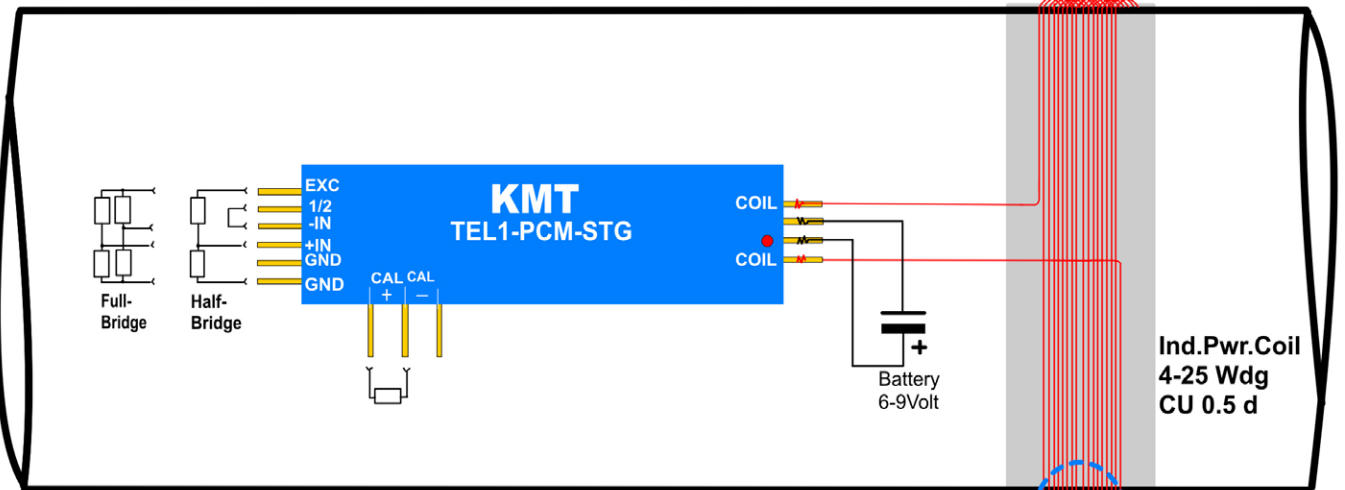 KMT
TEL1-PCM-STG
EXC
1/2
-IN
+IN
GND
GND
CAL CAL
+ −
COIL
COIL
Full-
Bridge
Half-
Bridge
+
Battery
6-9Volt
Ind.Pwr.Coil
4-25 Wdg
CU 0.5 d